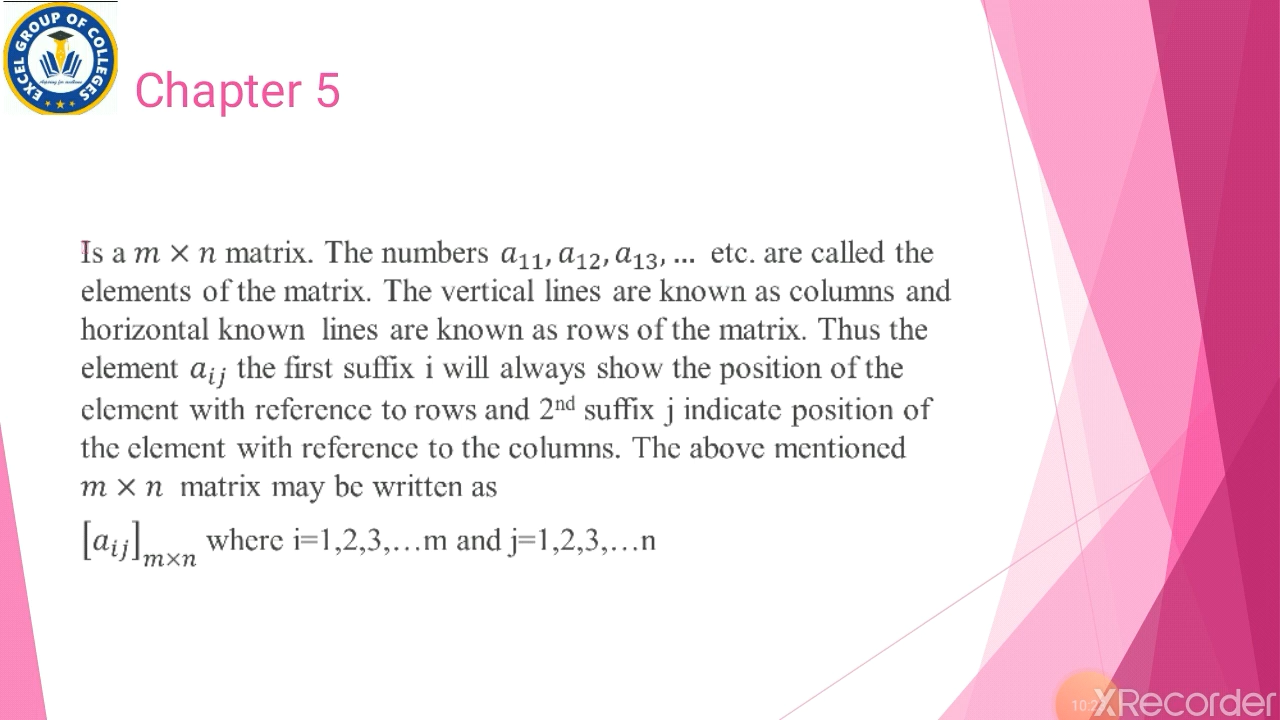 EXCEL GROUP OF COLLEGES
Chapter 5
Is a m × n matrix. The numbers a₁₁, a₁₂, a₁₃, … etc. are called the
elements of the matrix. The vertical lines are known as columns and
horizontal known lines are known as rows of the matrix. Thus the
element aᵢⱼ the first suffix i will always show the position of the
element with reference to rows and 2ⁿᵈ suffix j indicate position of
the element with reference to the columns. The above mentioned
m × n matrix may be written as
[aᵢⱼ]ₘ×ₙ where i=1,2,3,…m and j=1,2,3,…n
XRecorder